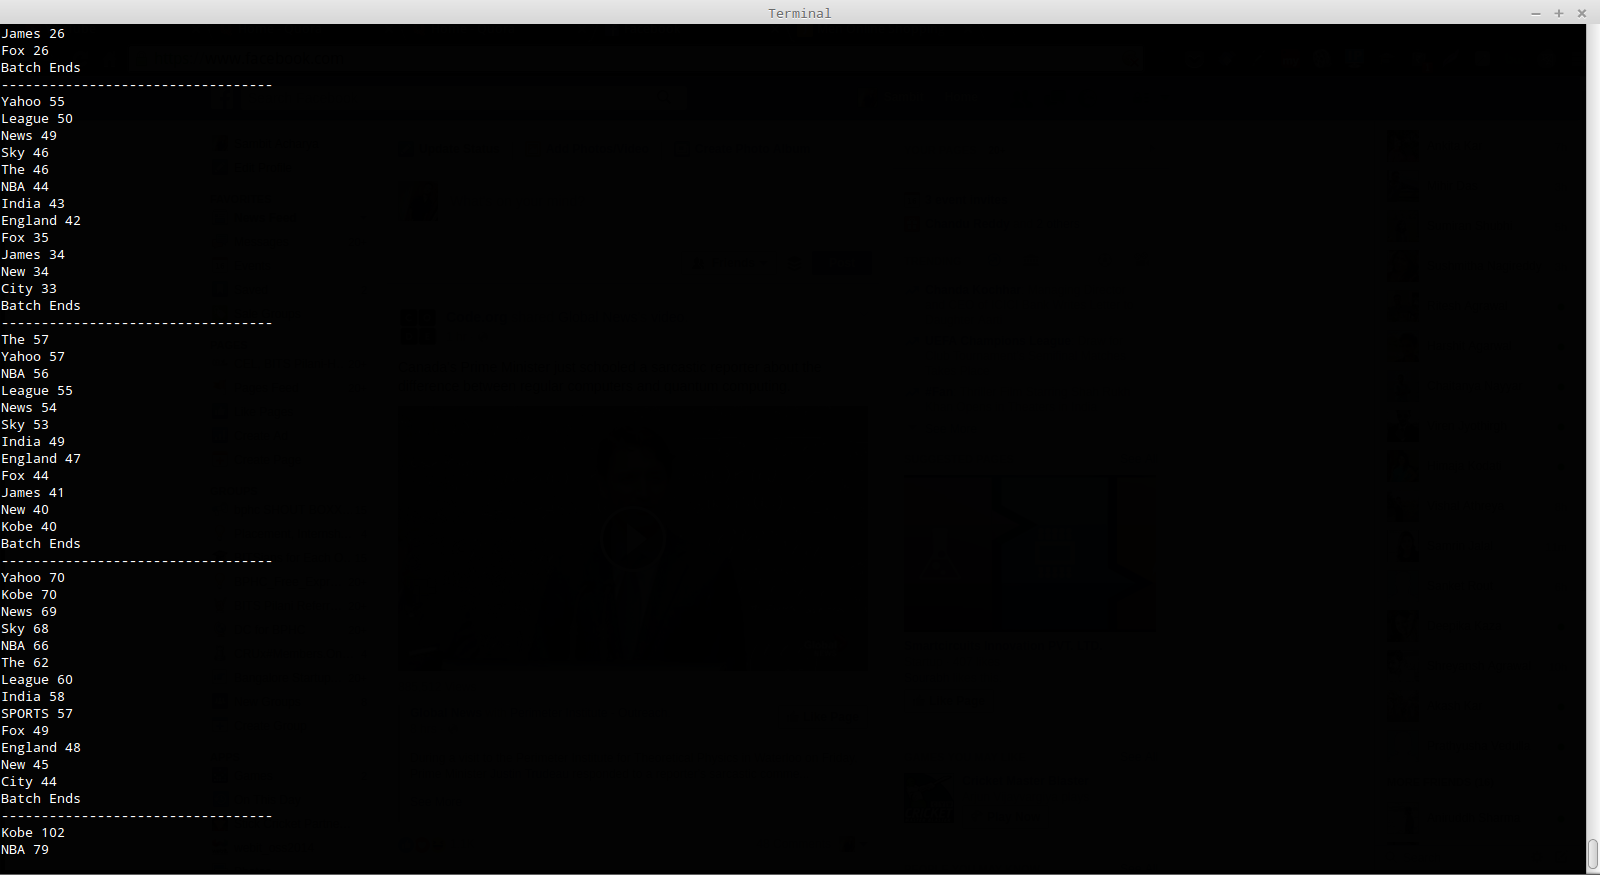 Terminal
James 26
Fox 26
Batch Ends
----------------------------------
Yahoo 55
League 50
News 49
Sky 46
The 46
NBA 44
India 43
England 42
Fox 35
James 34
New 34
City 33
Batch Ends
----------------------------------
The 57
Yahoo 57
NBA 56
League 55
News 54
Sky 53
India 49
England 47
Fox 44
James 41
New 40
Kobe 40
Batch Ends
----------------------------------
Yahoo 70
Kobe 70
News 69
Sky 68
NBA 66
The 62
League 60
India 58
SPORTS 57
Fox 49
England 48
New 45
City 44
Batch Ends
----------------------------------
Kobe 102
NBA 79